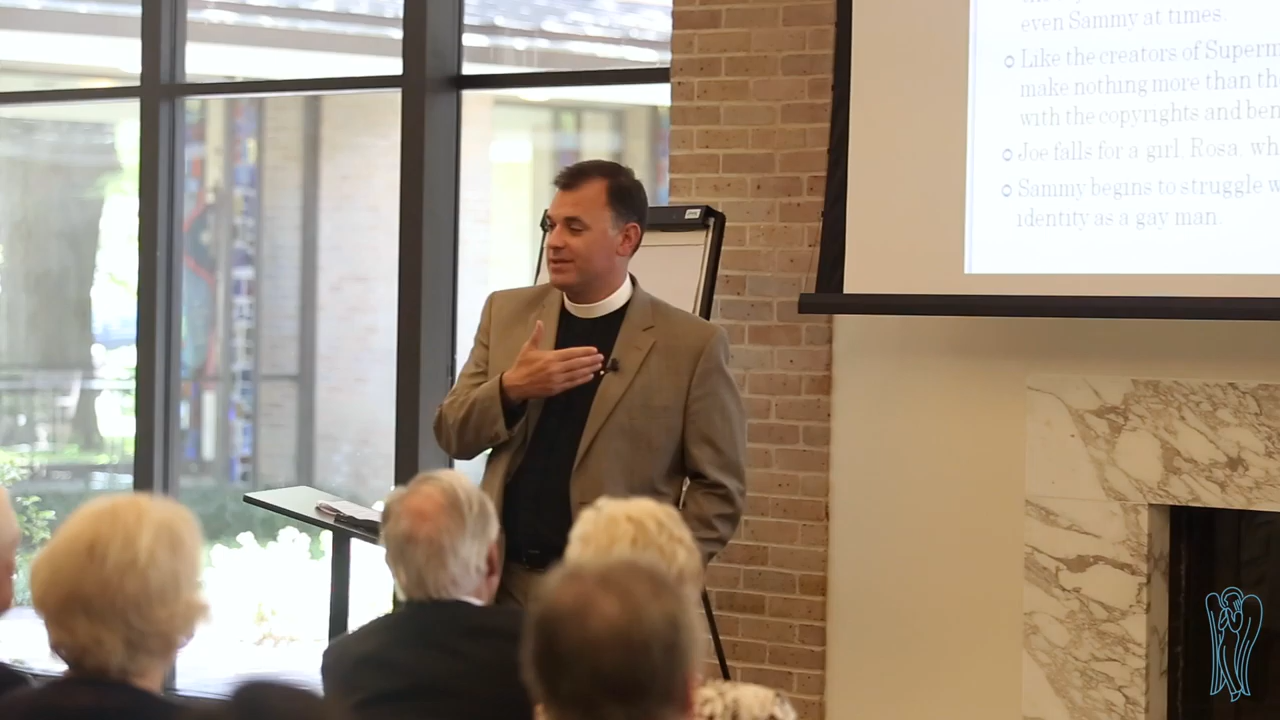 even Sammy at times.
Like the creators of Superm
make nothing more than th
with the copyrights and ben
Joe falls for a girl, Rosa, wh
Sammy begins to struggle w
identity as a gay man.